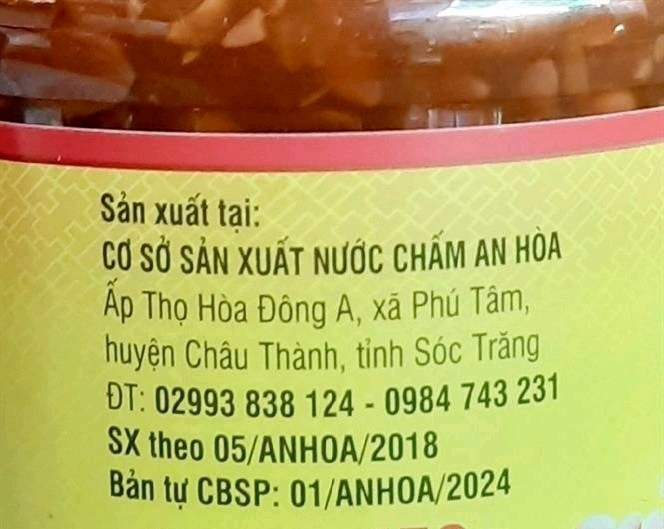 Sản xuất tại:
CƠ SỞ SẢN XUẤT NƯỚC CHẤM AN HÒA
Ấp Thọ Hòa Đông A, xã Phú Tâm,
huyện Châu Thành, tỉnh Sóc Trăng
ĐT: 02993 838 124 - 0984 743 231
SX theo 05/ANHOA/2018
Bản tự CBSP: 01/ANHOA/2024